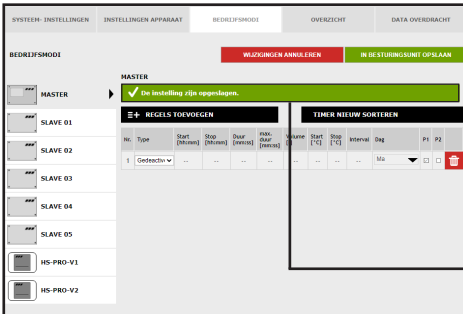 SYSTEEM- INSTELLINGEN INSTELLINGEN APPARAAT BEDRIJFSMODI OVERZICHT DATA OVERDRACHT
BEDRIJFSMODI WIJZIGINGEN ANNULEREN IN BESTURINGSUNIT OPSLAAN
MASTER
De instelling zijn opgeslagen.
MASTER
REGELS TOEVOEGEN TIMER NIEUW SORTEREN
SLAVE 01
Nr. Type Start [hh:mm] Stop [hh:mm] Duur [mm:ss] max. duur [mm:ss] Start [°C] Stop [°C] Interval Dag P1 P2
SLAVE 02
1 Gedeactiv -- -- -- -- -- -- -- -- Ma
SLAVE 03
SLAVE 04
SLAVE 05
HS-PRO-V1
HS-PRO-V2